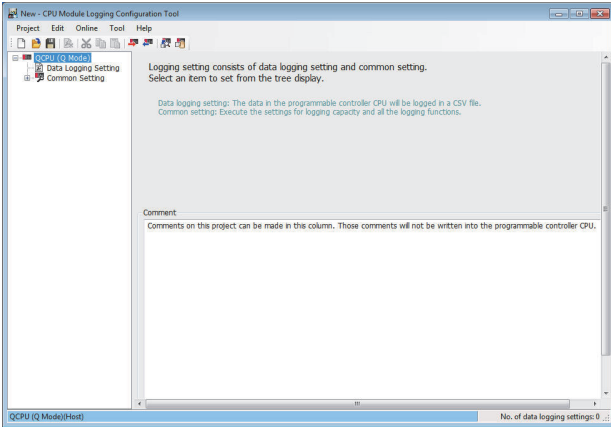 New - CPU Module Logging Configuration Tool
Project Edit Online Tool Help
QCPU (Q Mode)
Data Logging Setting
Common Setting
Logging setting consists of data logging setting and common setting.
Select an item to set from the tree display.
Data logging setting: The data in the programmable controller CPU will be logged in a CSV file.
Common setting: Execute the settings for logging capacity and all the logging functions.
Comment
Comments on this project can be made in this column. Those comments will not be written into the programmable controller CPU.
QCPU (Q Mode)(Host)
No. of data logging settings: 0